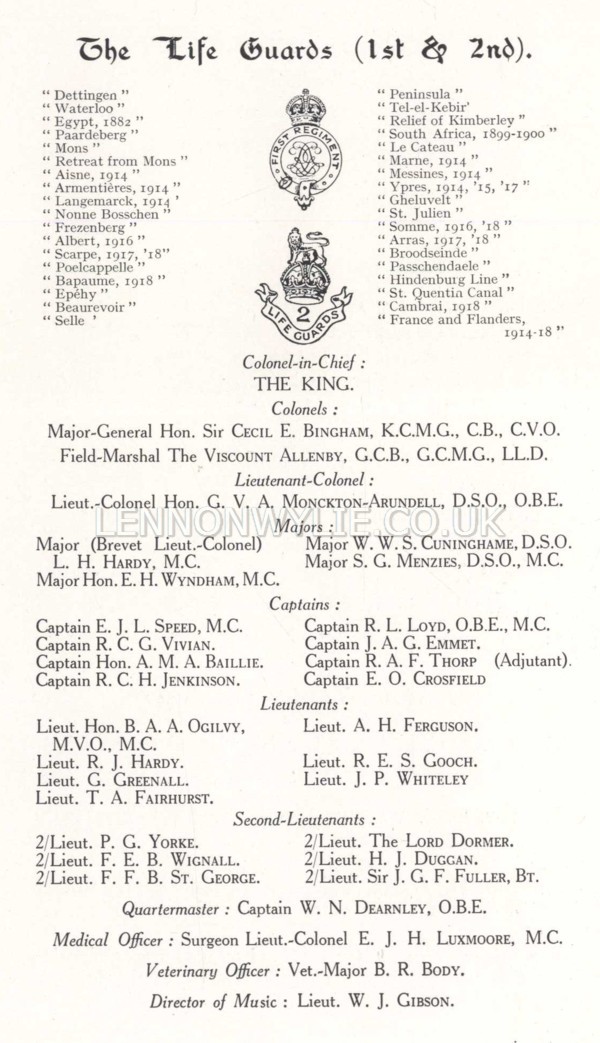 The Life Guards (1st & 2nd).
" Dettingen "
" Waterloo "
" Egypt, 1882 "
" Paardeberg "
" Mons "
" Retreat from Mons "
" Aisne, 1914 "
" Armentières, 1914 "
" Langemarck, 1914 '
" Nonne Bosschen "
" Frezenberg "
" Albert, 1916 "
" Scarpe, 1917, '18"
" Poelcappelle "
" Bapaume, 1918 "
" Epéhy "
" Beaurevoir "
" Selle '
FIRST REGIMENT
2
LIFE GUARDS
" Peninsula "
" Tel-el-Kebir'
" Relief of Kimberley "
" South Africa, 1899-1900 "
" Le Cateau "
" Marne, 1914 "
" Messines, 1914 "
" Ypres, 1914, '15, '17 "
" Gheluvelt "
" St. Julien "
" Somme, 1916, '18 "
" Arras, 1917, '18 "
" Broodseinde "
" Passchendaele "
" Hindenburg Line "
" St. Quentin Canal "
" Cambrai, 1918 "
" France and Flanders,
1914-18 "
Colonel-in-Chief :
THE KING.
Colonels :
Major-General Hon. Sir CECIL E. BINGHAM, K.C.M.G., C.B., C.V.O.
Field-Marshal The VISCOUNT ALLENBY, G.C.B., G.C.M.G., LL.D.
Lieutenant-Colonel :
Lieut.-Colonel Hon. G. V. A. MONCKTON-ARUNDELL, D.S.O., O.B.E.
LENNONWYLIE.CO.UK
Majors :
Major (Brevet Lieut.-Colonel)
L. H. HARDY, M.C.
Major Hon. E. H. WYNDHAM, M.C.
Major W. W. S. CUNINGHAME, D.S.O.
Major S. G. MENZIES, D.S.O., M.C.
Captains :
Captain E. J. L. SPEED, M.C.
Captain R. C. G. VIVIAN.
Captain Hon. A. M. A. BAILLIE.
Captain R. C. H. JENKINSON.
Captain R. L. LOYD, O.B.E., M.C.
Captain J. A. G. EMMET.
Captain R. A. F. THORP (Adjutant).
Captain E. O. CROSFIELD
Lieutenants :
Lieut. Hon. B. A. A. OGILVY,
M.V.O., M.C.
Lieut. R. J. HARDY.
Lieut. G. GREENALL.
Lieut. T. A. FAIRHURST.
Lieut. A. H. FERGUSON.
Lieut. R. E. S. GOOCH.
Lieut. J. P. WHITELEY
Second-Lieutenants :
2/Lieut. P. G. YORKE.
2/Lieut. F. E. B. WIGNALL.
2/Lieut. F. F. B. ST. GEORGE.
2/Lieut. The LORD DORMER.
2/Lieut. H. J. DUGGAN.
2/Lieut. Sir J. G. F. FULLER, BT.
Quartermaster : Captain W. N. DEARNLEY, O.B.E.
Medical Officer : Surgeon Lieut.-Colonel E. J. H. LUXMOORE, M.C.
Veterinary Officer : Vet.-Major B. R. BODY.
Director of Music : Lieut. W. J. GIBSON.